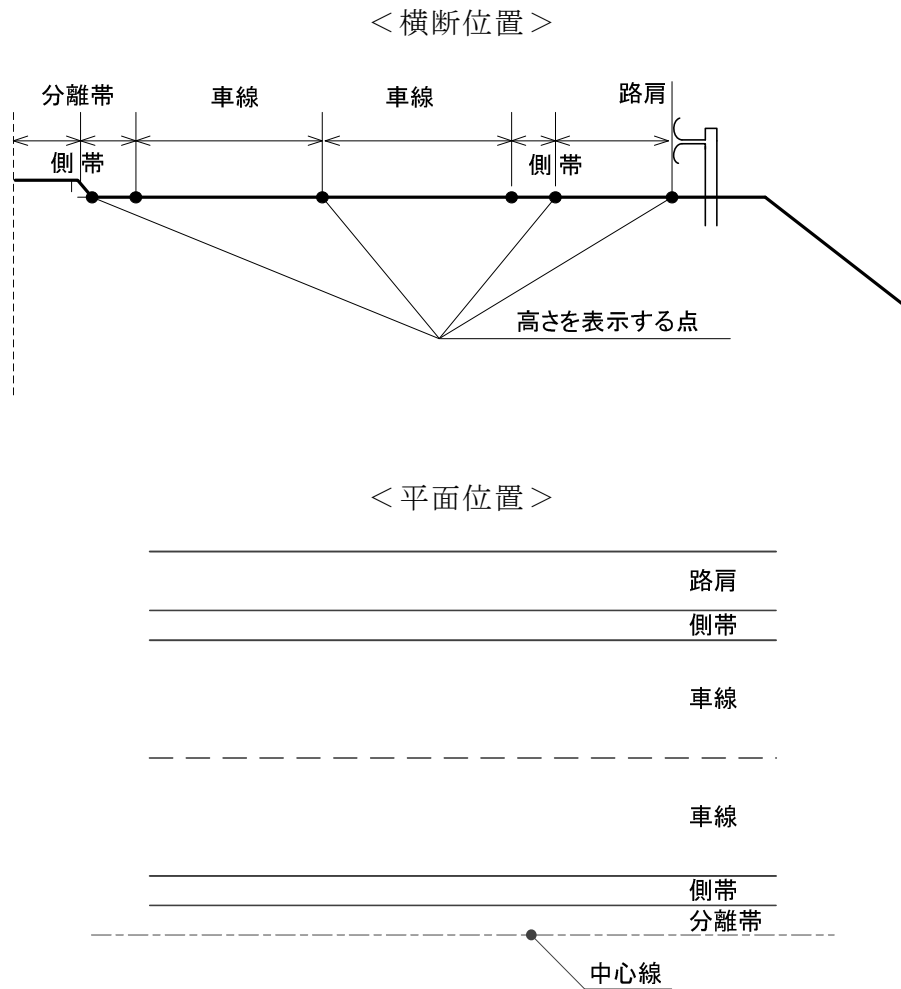 ＜横断位置＞
分離帯
車線
車線
路肩
側帯
側帯
高さを表示する点
＜平面位置＞
路肩
側帯
車線
車線
側帯
分離帯
中心線